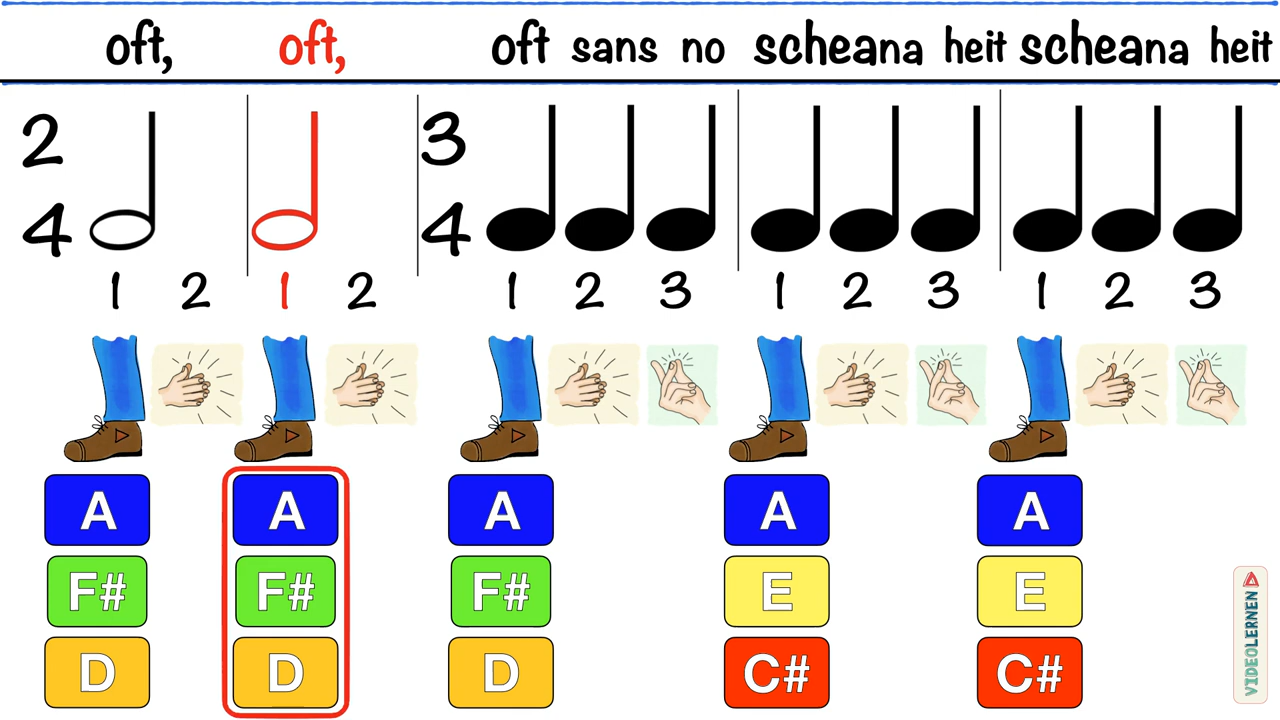 oft, oft, oft sans no scheana heit scheana heit
2 3
4 4
1 2 1 2 1 2 3 1 2 3 1 2 3
A A A A A
F# F# F# E E
D D D C# C#
VIDEOLERNEN